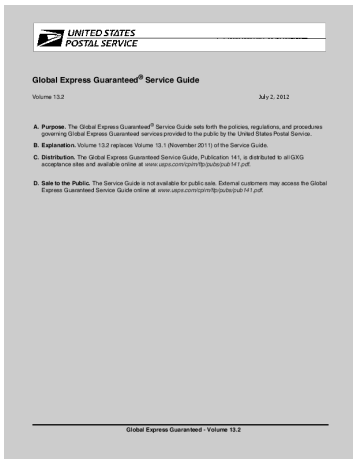 UNITED STATES
POSTAL SERVICE
Global Express Guaranteed® Service Guide
Volume 13.2 July 2, 2012
A. Purpose. The Global Express Guaranteed® Service Guide sets forth the policies, regulations, and procedures
governing Global Express Guaranteed services provided to the public by the United States Postal Service.
B. Explanation. Volume 13.2 replaces Volume 13.1 (November 2011) of the Service Guide.
C. Distribution. The Global Express Guaranteed Service Guide, Publication 141, is distributed to all GXG
acceptance sites and available online at www.usps.com/cpim/ftp/pubs/pub141.pdf.
D. Sale to the Public. The Service Guide is not available for public sale. External customers may access the Global
Express Guaranteed Service Guide online at www.usps.com/cpim/ftp/pubs/pub141.pdf.
Global Express Guaranteed - Volume 13.2